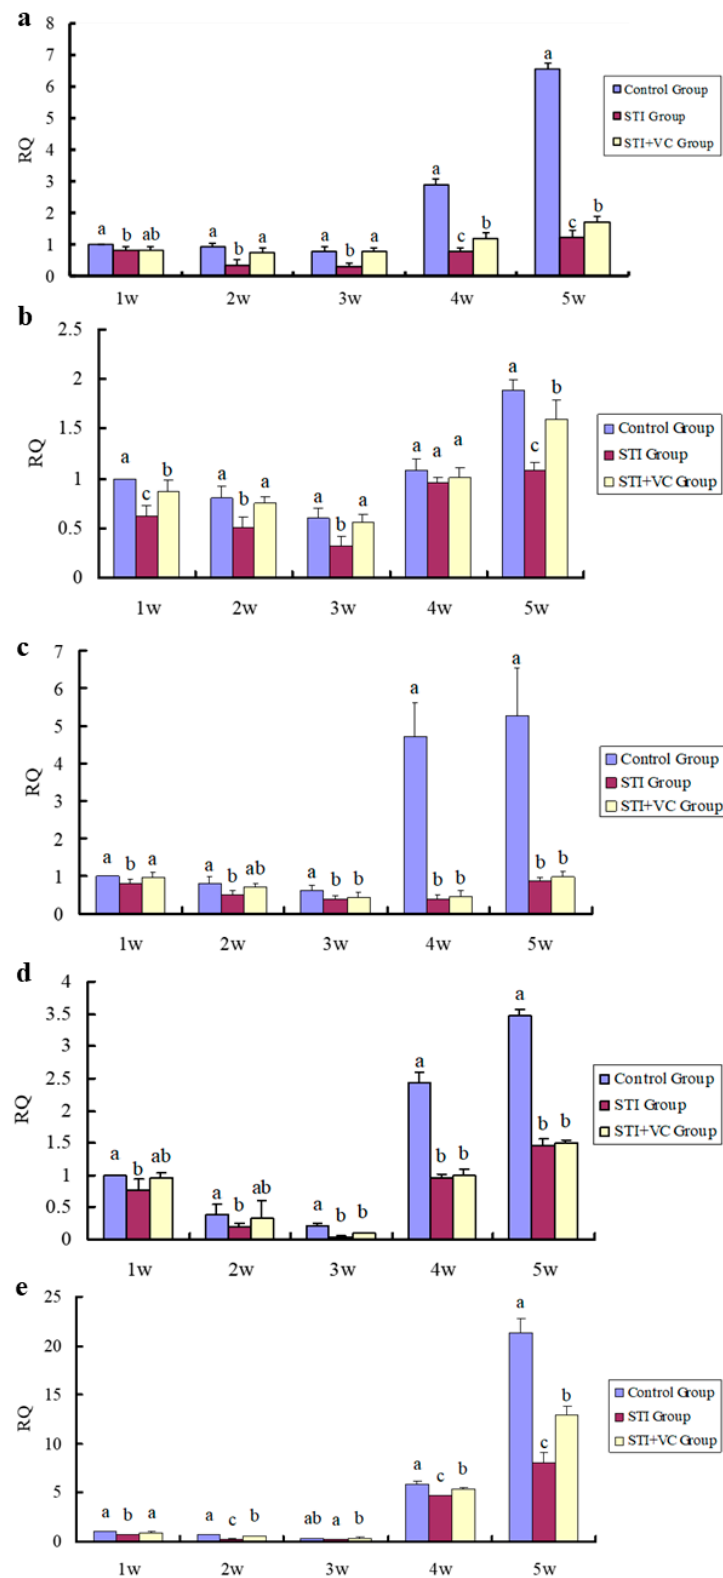 a
8
7
6
5
4
3
2
1
0
RQ
a b ab
a b a
a b a
a c b
a c b
1w 2w 3w 4w 5w
Control Group
STI Group
STI+VC Group
b
2.5
2
1.5
1
0.5
0
RQ
a c b
a b a
a b a
a a a
a c b
1w 2w 3w 4w 5w
Control Group
STI Group
STI+VC Group
c
7
6
5
4
3
2
1
0
RQ
a b a
a b ab
a b b
a b b
a b b
1w 2w 3w 4w 5w
Control Group
STI Group
STI+VC Group
d
4
3.5
3
2.5
2
1.5
1
0.5
0
RQ
a b ab
a b ab
a b b
a b b
a b b
1w 2w 3w 4w 5w
Control Group
STI Group
STI+VC Group
e
25
20
15
10
5
0
RQ
a b a
a c b
ab a b
a c b
a c b
1w 2w 3w 4w 5w
Control Group
STI Group
STI+VC Group